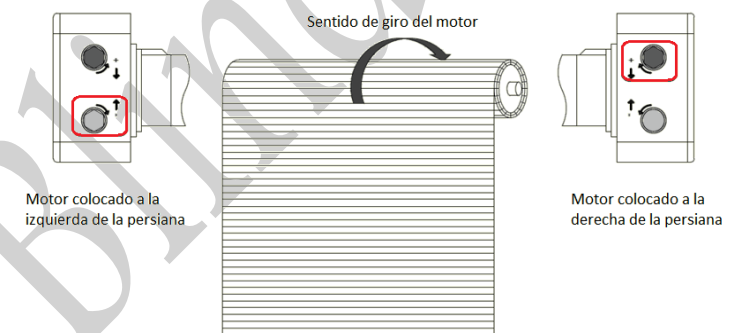 Sentido de giro del motor
+
-
+
-
Motor colocado a la
izquierda de la persiana
Motor colocado a la
derecha de la persiana
Blind